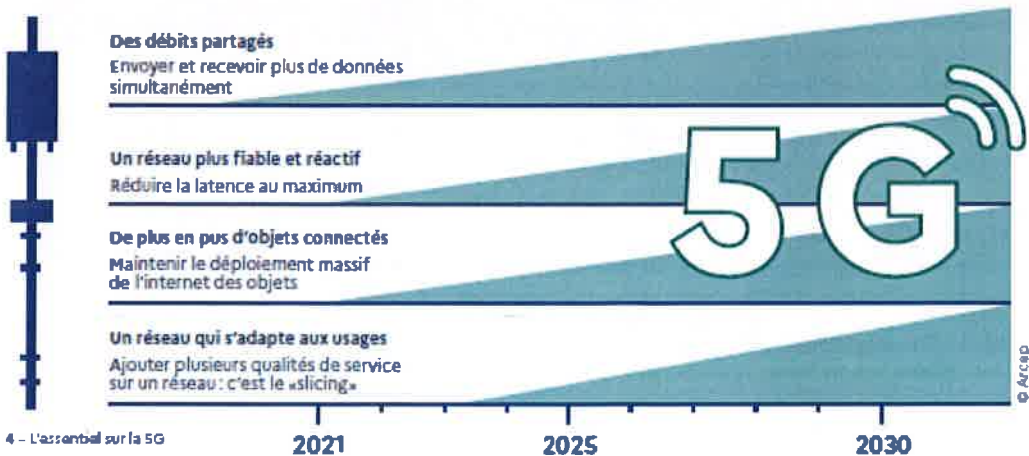 Des débits partagés
Envoyer et recevoir plus de données
simultanément
Un réseau plus fiable et réactif
Réduire la latence au maximum
De plus en pus d'objets connectés
Maintenir le déploiement massif
de l'internet des objets
Un réseau qui s'adapte aux usages
Ajouter plusieurs qualités de service
sur un réseau : c'est le «slicing»
5G
© Arcep
2021 2025 2030
4 – L'essentiel sur la 5G